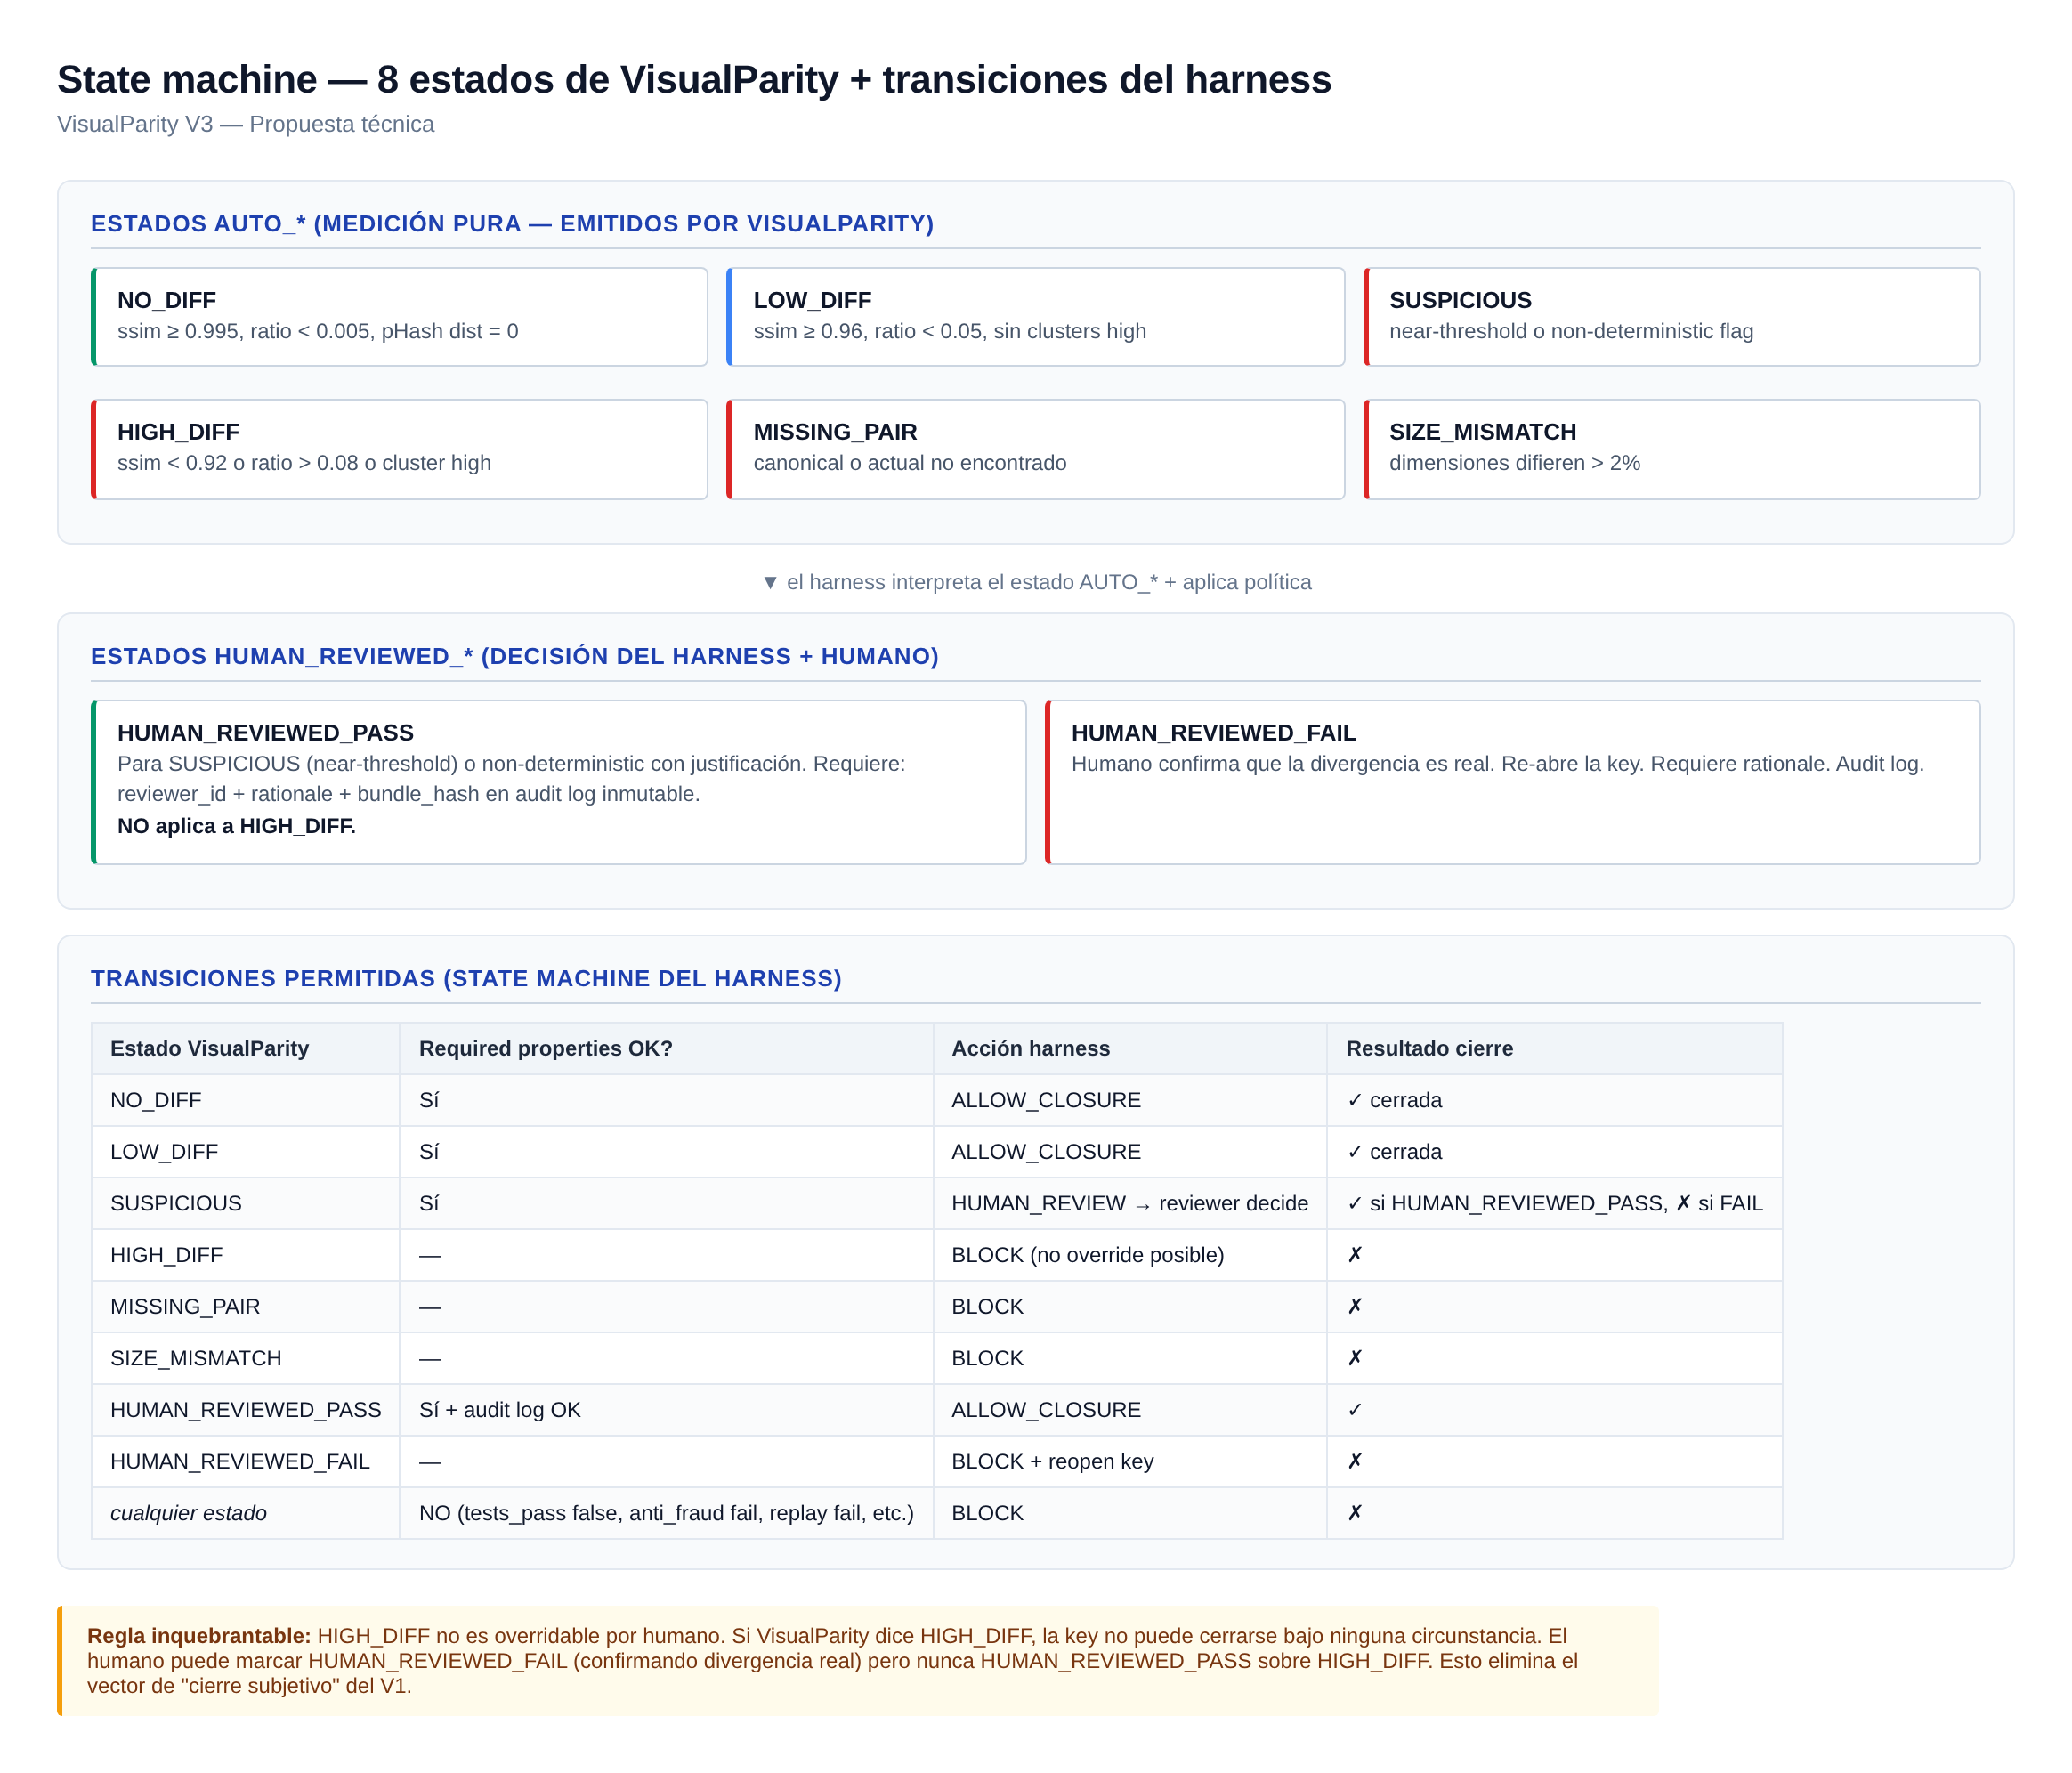 State machine — 8 estados de VisualParity + transiciones del harness
VisualParity V3 — Propuesta técnica
ESTADOS AUTO_* (MEDICIÓN PURA — EMITIDOS POR VISUALPARITY)
NO_DIFF
ssim ≥ 0.995, ratio < 0.005, pHash dist = 0
LOW_DIFF
ssim ≥ 0.96, ratio < 0.05, sin clusters high
SUSPICIOUS
near-threshold o non-deterministic flag
HIGH_DIFF
ssim < 0.92 o ratio > 0.08 o cluster high
MISSING_PAIR
canonical o actual no encontrado
SIZE_MISMATCH
dimensiones difieren > 2%
▼ el harness interpreta el estado AUTO_* + aplica política
ESTADOS HUMAN_REVIEWED_* (DECISIÓN DEL HARNESS + HUMANO)
HUMAN_REVIEWED_PASS
Para SUSPICIOUS (near-threshold) o non-deterministic con justificación. Requiere:
reviewer_id + rationale + bundle_hash en audit log inmutable.
NO aplica a HIGH_DIFF.
HUMAN_REVIEWED_FAIL
Humano confirma que la divergencia es real. Re-abre la key. Requiere rationale. Audit log.
TRANSICIONES PERMITIDAS (STATE MACHINE DEL HARNESS)
Estado VisualParity Required properties OK? Acción harness Resultado cierre
NO_DIFF Sí ALLOW_CLOSURE ✓ cerrada
LOW_DIFF Sí ALLOW_CLOSURE ✓ cerrada
SUSPICIOUS Sí HUMAN_REVIEW → reviewer decide ✓ si HUMAN_REVIEWED_PASS, ✗ si FAIL
HIGH_DIFF — BLOCK (no override posible) ✗
MISSING_PAIR — BLOCK ✗
SIZE_MISMATCH — BLOCK ✗
HUMAN_REVIEWED_PASS Sí + audit log OK ALLOW_CLOSURE ✓
HUMAN_REVIEWED_FAIL — BLOCK + reopen key ✗
cualquier estado NO (tests_pass false, anti_fraud fail, replay fail, etc.) BLOCK ✗
Regla inquebrantable: HIGH_DIFF no es overridable por humano. Si VisualParity dice HIGH_DIFF, la key no puede cerrarse bajo ninguna circunstancia. El
humano puede marcar HUMAN_REVIEWED_FAIL (confirmando divergencia real) pero nunca HUMAN_REVIEWED_PASS sobre HIGH_DIFF. Esto elimina el
vector de "cierre subjetivo" del V1.